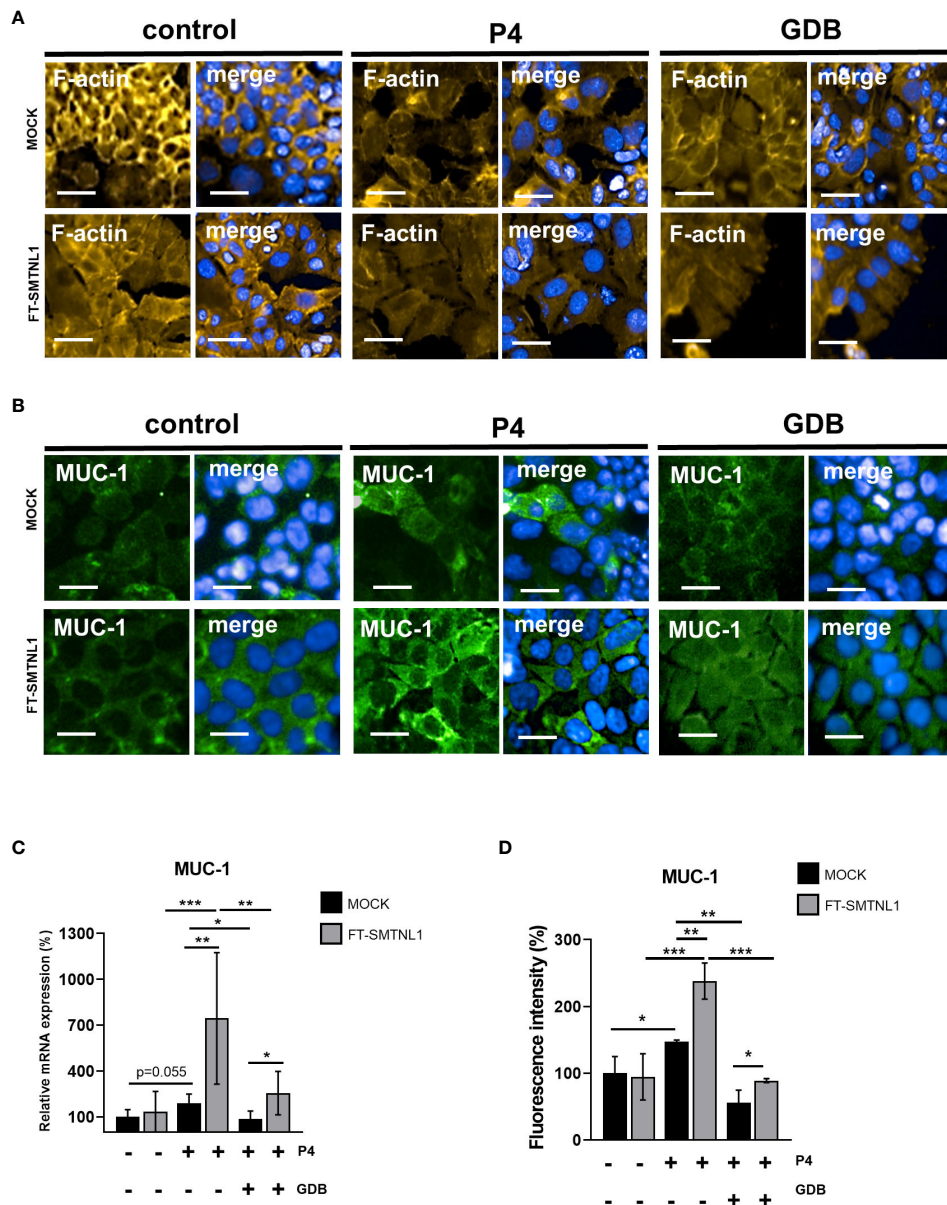 A
control P4 GDB
MOCK
F-actin merge F-actin merge F-actin merge
FT-SMTNL1
F-actin merge F-actin merge F-actin merge
B
control P4 GDB
MOCK
MUC-1 merge MUC-1 merge MUC-1 merge
FT-SMTNL1
MUC-1 merge MUC-1 merge MUC-1 merge
C
MUC-1
MOCK
FT-SMTNL1
Relative mRNA expression (%)
1300
1000
700
400
100
*** **
*
**
p=0.055
*
- - + + + + P4
- - - - + + GDB
D
MUC-1
MOCK
FT-SMTNL1
Fluorescence intensity (%)
300
200
100
0
**
**
*** ***
*
*
- - + + + + P4
- - - - + + GDB